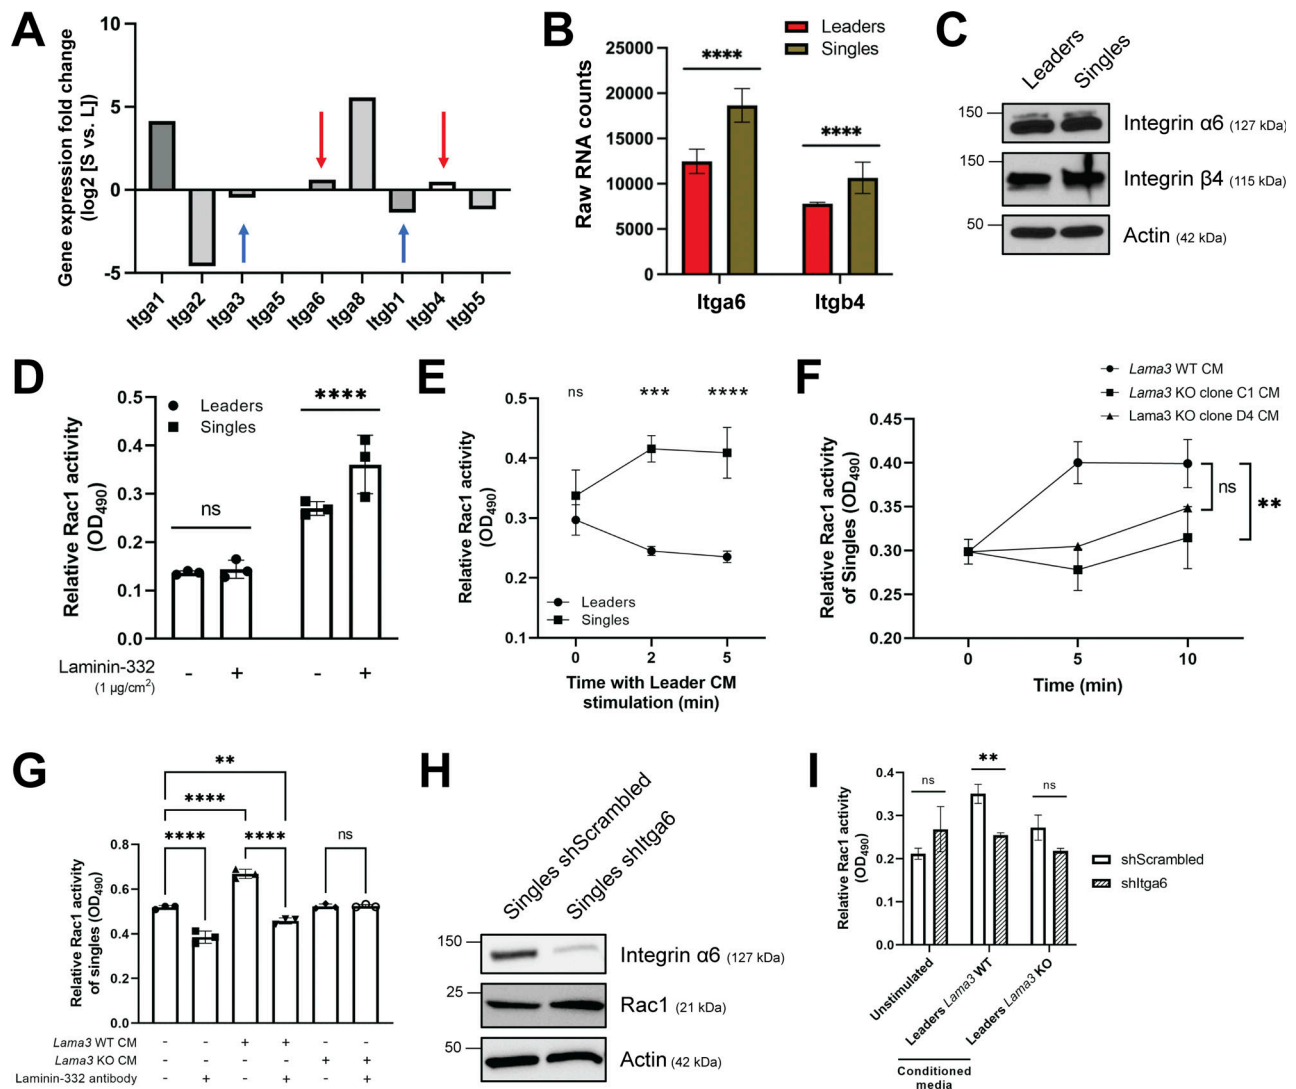 A
Gene expression fold change
(log2 [S vs. L])
10
5
0
-5
Itga1
Itga2
Itga3
Itga5
Itga6
Itga8
Itgb1
Itgb4
Itgb5
B
Leaders
Singles
Raw RNA counts
25000
20000
15000
10000
5000
0
****
****
Itga6
Itgb4
C
Leaders
Singles
150
Integrin α6 (127 kDa)
150
Integrin β4 (115 kDa)
50
Actin (42 kDa)
D
Relative Rac1 activity
(OD490)
0.5
0.4
0.3
0.2
0.1
0.0
Leaders
Singles
ns
****
Laminin-332
(1 µg/cm2)
- + - +
E
Relative Rac1 activity
(OD490)
0.5
0.4
0.3
0.2
0.1
ns *** ****
Leaders
Singles
0 2 5
Time with Leader CM
stimulation (min)
F
Lama3 WT CM
Lama3 KO clone C1 CM
Lama3 KO clone D4 CM
Relative Rac1 activity
of Singles (OD490)
0.45
0.40
0.35
0.30
0.25
0.20
ns
**
0 5 10
Time (min)
G
Relative Rac1 activity
of singles (OD490)
0.8
0.6
0.4
0.2
0.0
**
****
**** **** ns
Lama3 WT CM - - + + - -
Lama3 KO CM - - - - + +
Laminin-332 antibody - + - + - +
H
Singles shScrambled
Singles shItga6
150
Integrin α6 (127 kDa)
25
Rac1 (21 kDa)
50
Actin (42 kDa)
I
Relative Rac1 activity
(OD490)
0.4
0.3
0.2
0.1
0.0
ns
**
ns
shScrambled
shItga6
Unstimulated
Leaders Lama3 WT
Leaders Lama3 KO
Conditioned
media